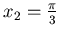 x₂ = π/3